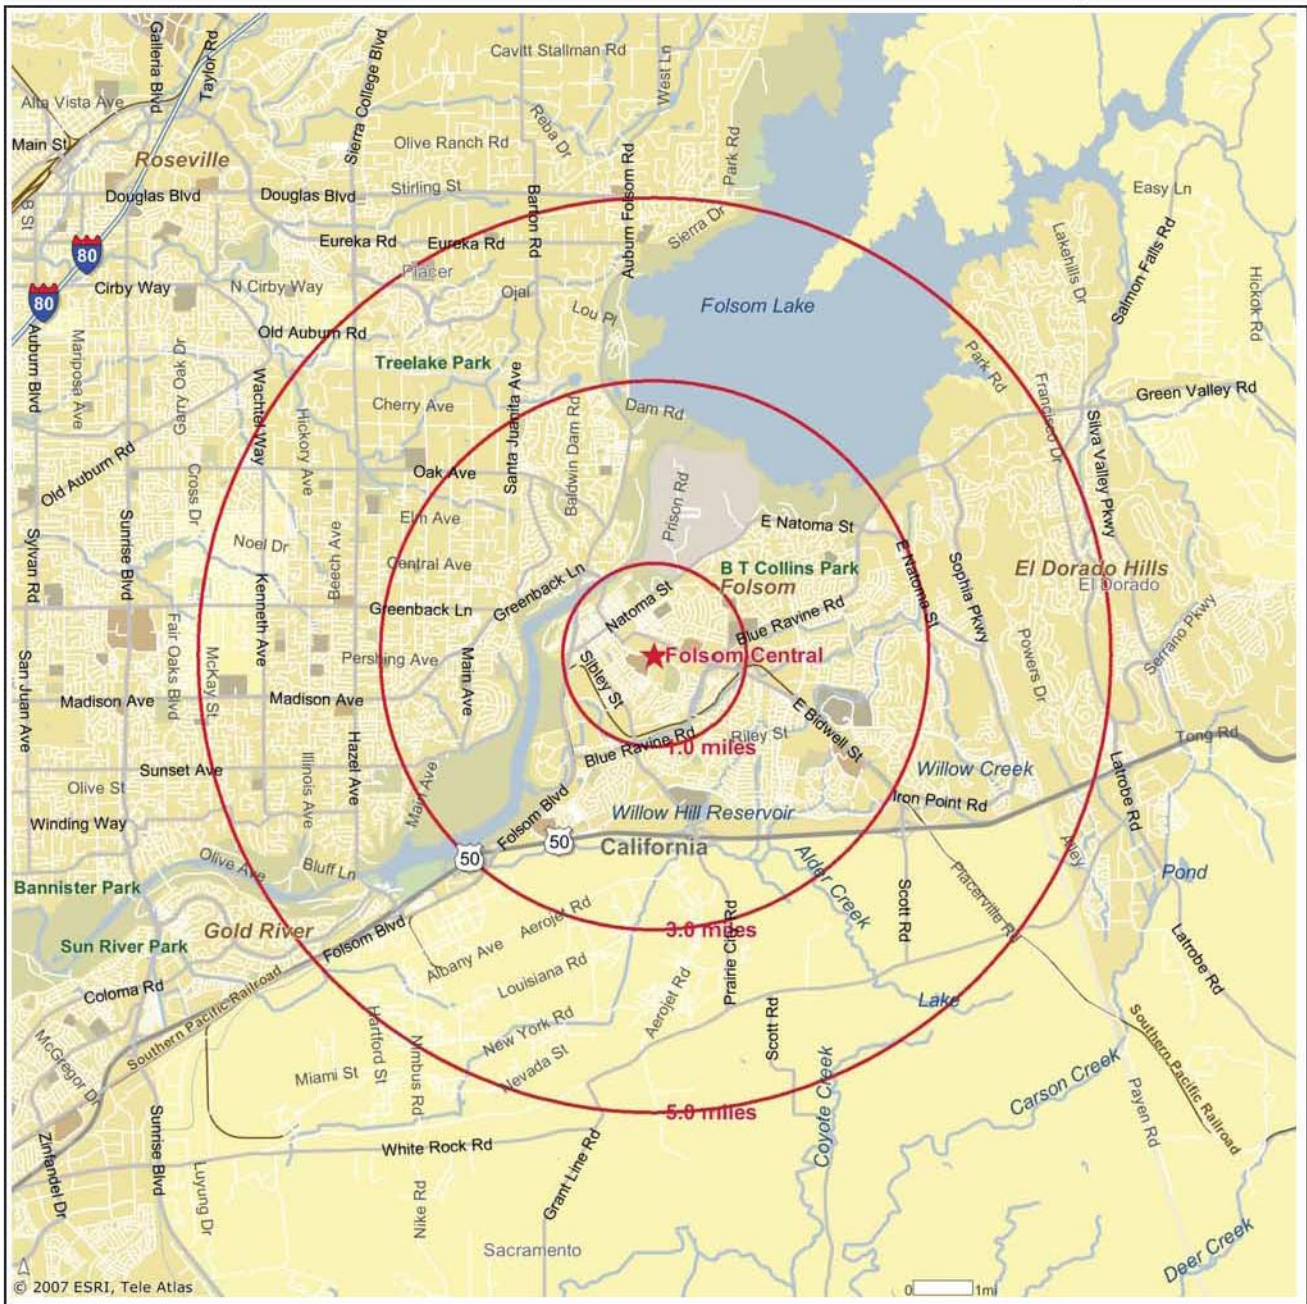 Galleria Blvd
Taylor Rd
Sierra College Blvd
Cavitt Stallman Rd
West Ln
Alta Vista Ave
Main St
Roseville
Olive Ranch Rd
Reba Dr
Auburn Folsom Rd
Park Rd
Douglas Blvd
Douglas Blvd
Stirling St
Barton Rd
Easy Ln
B St
80
Eureka Rd
Eureka Rd
Sierra Dr
Lakehills Dr
Salmon Falls Rd
Hickok Rd
Placer
80
Cirby Way
N Cirby Way
Ojal
Lou Pl
Folsom Lake
Old Auburn Rd
Auburn Blvd
Mariposa Ave
Garry Oak Dr
Treelake Park
Park Rd
Wachtel Way
Hickory Ave
Cherry Ave
Santa Juanita Ave
Baldwin Dam Rd
Dam Rd
Francisco Dr
Green Valley Rd
Silva Valley Pkwy
Old Auburn Rd
Cross Dr
Oak Ave
Prison Rd
Sylvan Rd
Sunrise Blvd
Noel Dr
Beech Ave
Elm Ave
E Natoma St
Central Ave
B T Collins Park
Folsom
E Natoma St
Sophia Pkwy
El Dorado Hills
El Dorado
Kenneth Ave
Greenback Ln
Greenback Ln
Natoma St
Blue Ravine Rd
Serrano Pkwy
Fair Oaks Blvd
McKay St
San Juan Ave
Pershing Ave
Main Ave
Sibley St
Folsom Central
Powers Dr
Madison Ave
Madison Ave
E Bidwell St
Riley St
Blue Ravine Rd
1.0 miles
Tong Rd
Sunset Ave
Illinois Ave
Hazel Ave
Main Ave
Olive St
Willow Creek
Latrobe Rd
Winding Way
Folsom Blvd
Willow Hill Reservoir
Iron Point Rd
50
50
California
Olive Ave
Bluff Ln
Alder Creek
Placerville Rd
Scott Rd
Pond
Bannister Park
Gold River
Sun River Park
Folsom Blvd
Albany Ave
Aerojet Rd
3.0 miles
Prairie City Rd
Latrobe Rd
Coloma Rd
Southern Pacific Railroad
Louisiana Rd
Aerojet Rd
Lake
Scott Rd
McGregor Dr
Hartford St
Nimbus Rd
New York Rd
Nevada St
Miami St
Coyote Creek
Carson Creek
Southern Pacific Railroad
Payen Rd
5.0 miles
Zinfandel Dr
Sunrise Blvd
Luyung Dr
White Rock Rd
Nike Rd
Grant Line Rd
Sacramento
Deer Creek
© 2007 ESRI, Tele Atlas
0 1mi